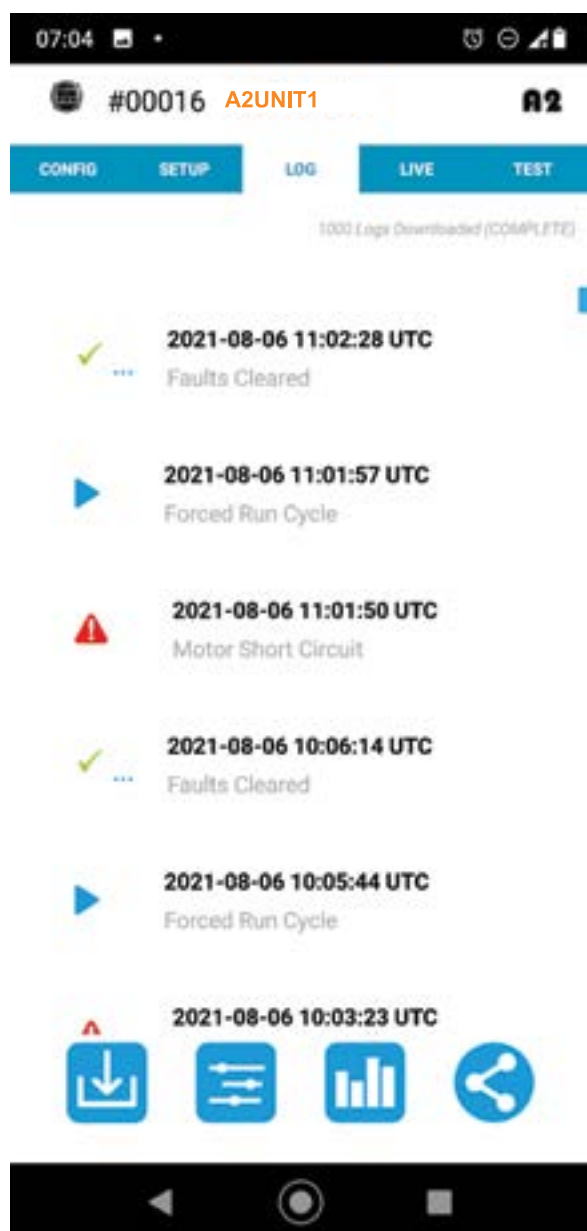 07:04
#00016 A2UNIT1 A2
CONFIG SETUP LOG LIVE TEST
1000 Logs Downloaded (COMPLETE)
2021-08-06 11:02:28 UTC
Faults Cleared
2021-08-06 11:01:57 UTC
Forced Run Cycle
2021-08-06 11:01:50 UTC
Motor Short Circuit
2021-08-06 10:06:14 UTC
Faults Cleared
2021-08-06 10:05:44 UTC
Forced Run Cycle
2021-08-06 10:03:23 UTC